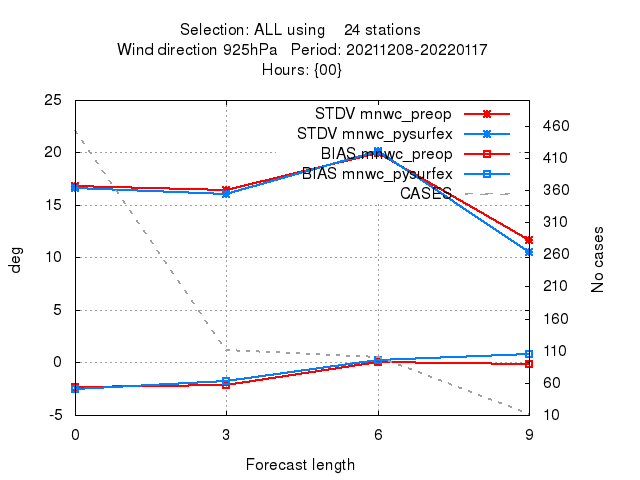 Selection: ALL using 24 stations
Wind direction 925hPa Period: 20211208-20220117
Hours: {00}
STDV mnwc_preop
STDV mnwc_pysurfex
BIAS mnwc_preop
BIAS mnwc_pysurfex
CASES
25
20
15
10
5
0
-5
deg
460
410
360
310
260
210
160
110
60
10
No cases
0 3 6 9
Forecast length